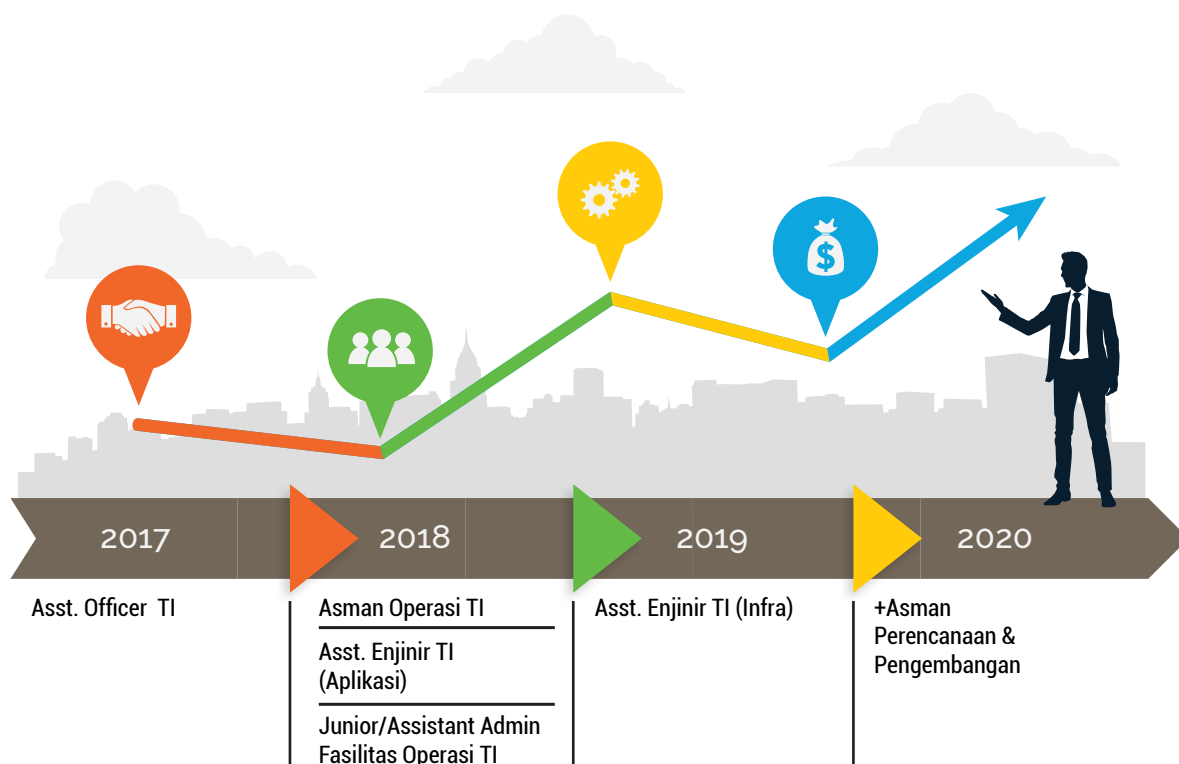 $
2017
2018
2019
2020
Asst. Officer TI
Asman Operasi TI
Asst. Enjinir TI
(Aplikasi)
Junior/Assistant Admin
Fasilitas Operasi TI
Asst. Enjinir TI (Infra)
+Asman
Perencanaan &
Pengembangan